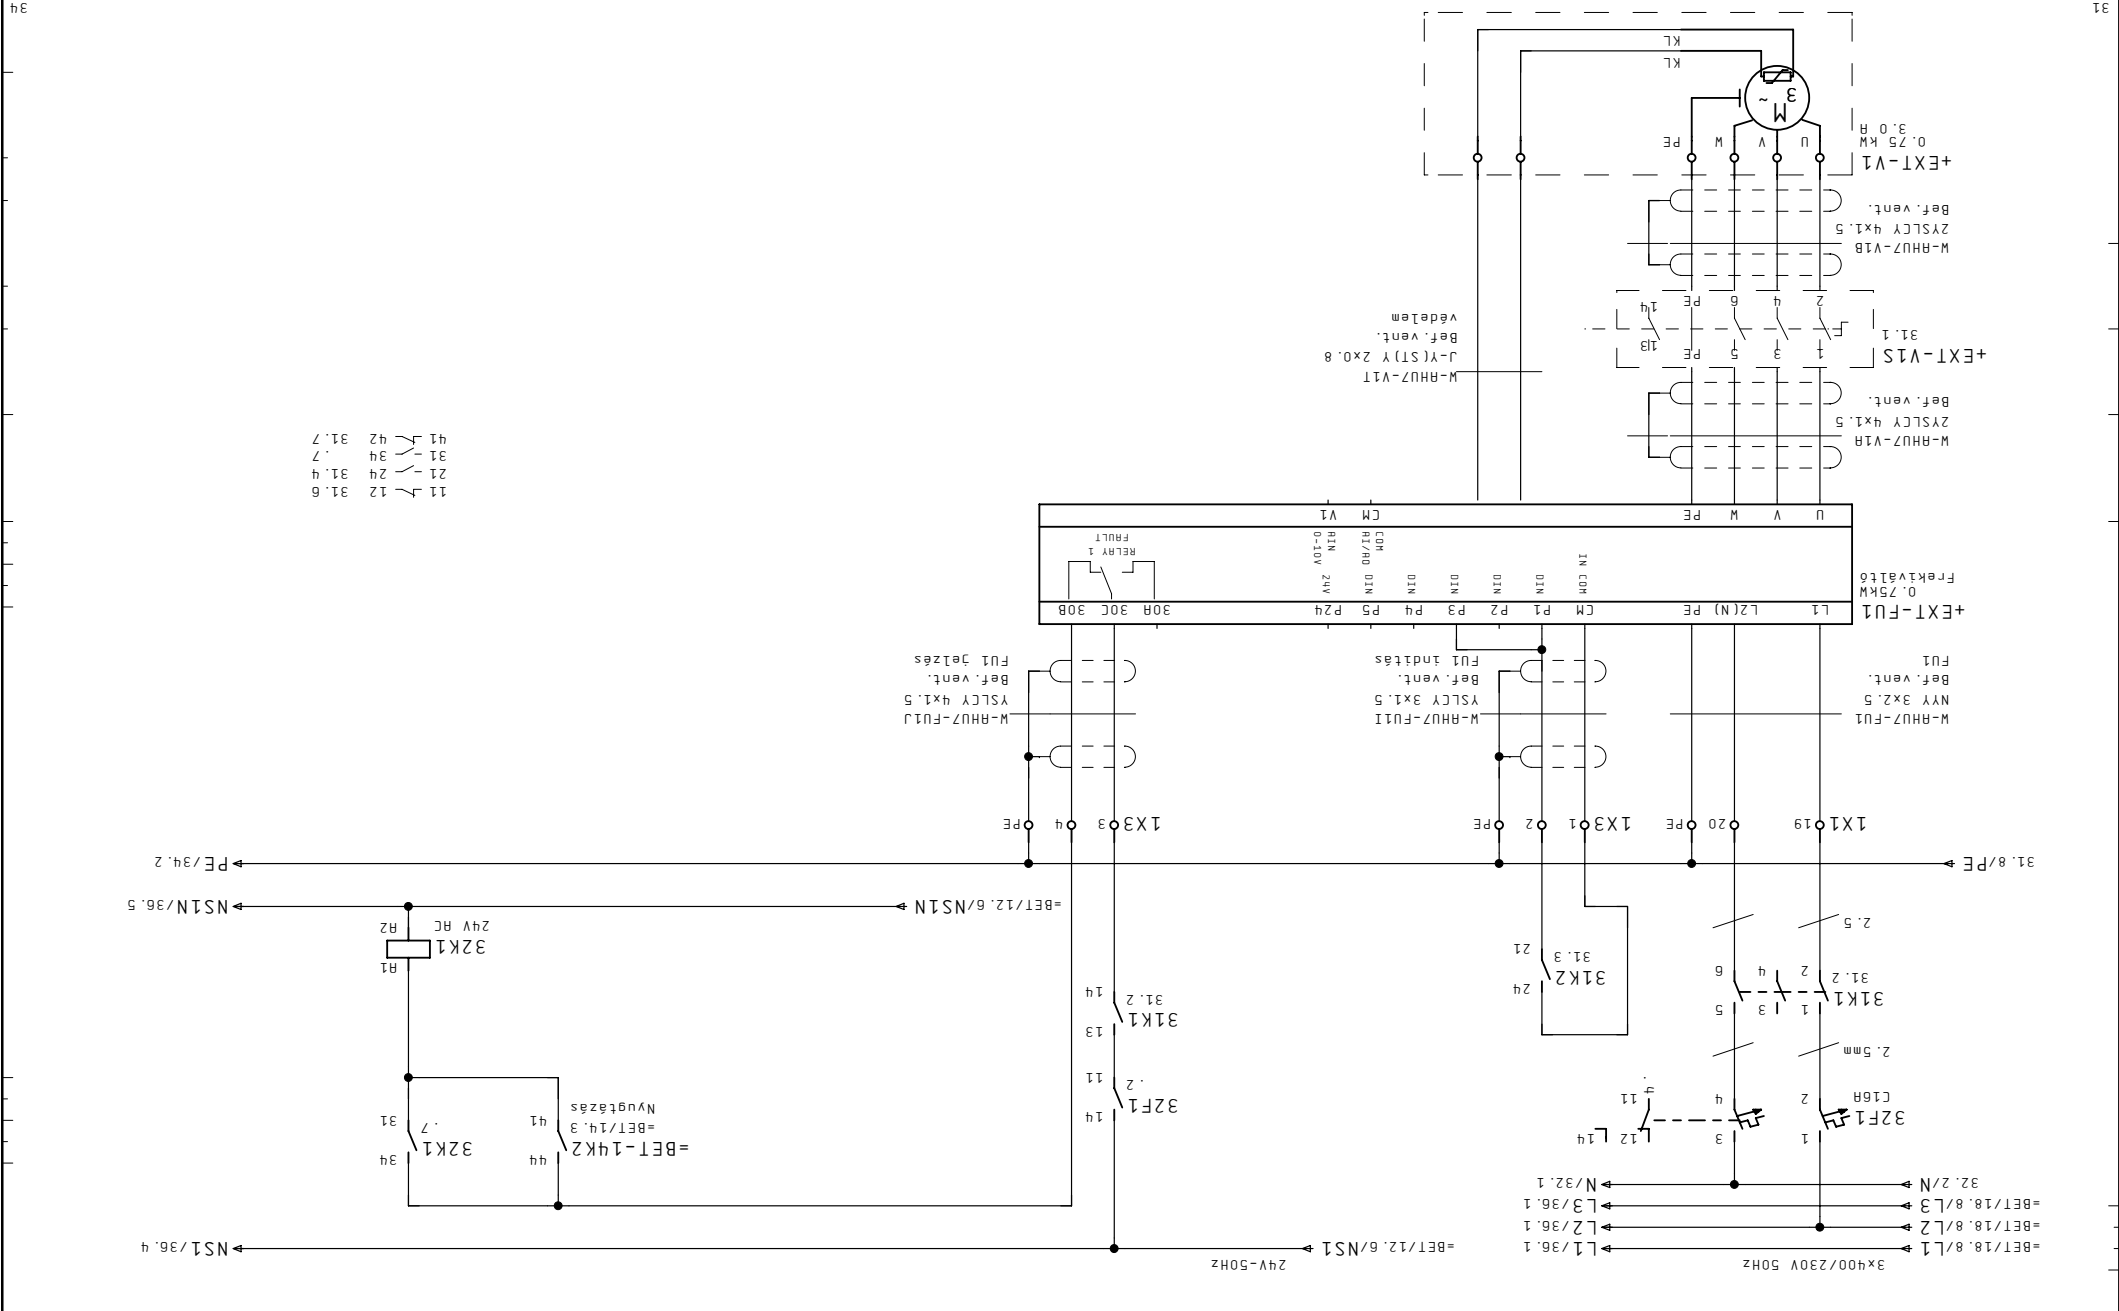 3x400/230V 50Hz
24V-50Hz
=BET/18.8/L1
L1/36.1
=BET/12.6/NS1
NS1/36.4
=BET/18.8/L2
L2/36.1
=BET/18.8/L3
L3/36.1
32.2/N
N/32.1
32F1
C16A
1
2
3
4
12
14
11
.4
32F1
.2
14
11
=BET-14K2
=BET/14.3
Nyugtázás
44
41
32K1
.7
34
31
2.5mm
31K1
31.2
1
2
3
4
5
6
31K2
31.3
24
21
31K1
31.2
13
14
32K1
24V AC
A1
A2
2.5
=BET/12.6/NS1N
NS1N/36.5
31.8/PE
PE/34.2
1X1
19
20
PE
1X3
1
2
PE
1X3
3
4
PE
W-AHU7-FU1
NYY 3x2.5
Bef.vent.
FU1
W-AHU7-FU1I
YSLCY 3x1.5
Bef.vent.
FU1 inditás
W-AHU7-FU1J
YSLCY 4x1.5
Bef.vent.
FU1 jelzés
+EXT-FU1
0.75kW
Frekiváltó
L1
L2(N)
PE
CM
P1
P2
P3
P4
P5
P24
30A
30C
30B
IN COM
DIN
DIN
DIN
DIN
DIN
24V
AI/AO
COM
0-10V
AIN
RELAY 1
FAULT
U
V
W
PE
CM
V1
11 12 31.6
21 24 31.4
31 34 .7
41 42 31.7
W-AHU7-V1A
2YSLCY 4x1.5
Bef.vent.
W-AHU7-V1T
J-Y(ST)Y 2x0.8
Bef.vent.
védelem
+EXT-V1S
31.1
1
3
5
PE
13
2
4
6
PE
14
W-AHU7-V1B
2YSLCY 4x1.5
Bef.vent.
+EXT-V1
0.75 kW
3.0 A
U
V
W
PE
M
3
~
KL
KL
31
34